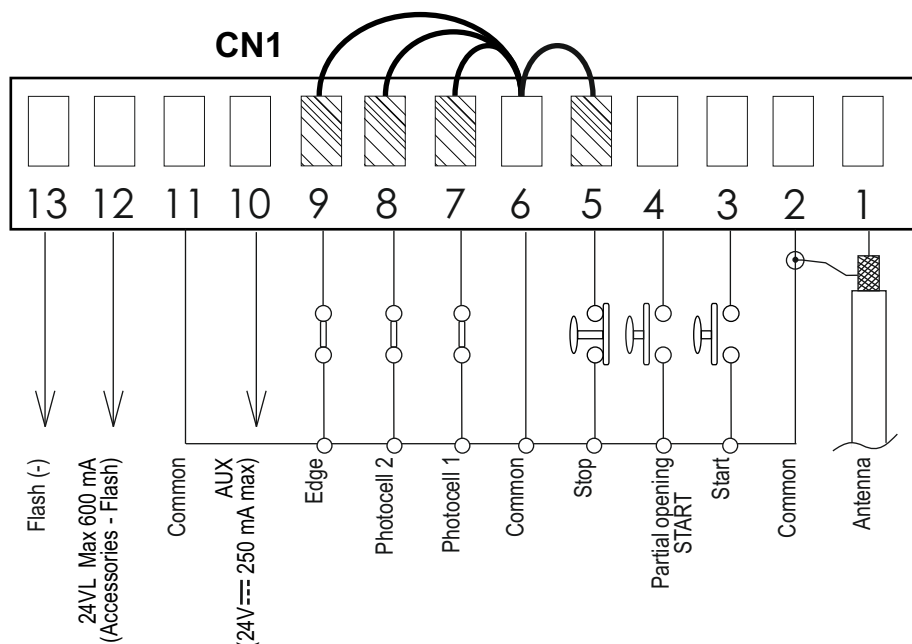 CN1
13 12 11 10 9 8 7 6 5 4 3 2 1
Flash (-)
24VL Max 600 mA
(Accessories - Flash)
Common
AUX
(24V⎓ 250 mA max)
Edge
Photocell 2
Photocell 1
Common
Stop
Partial opening
START
Start
Common
Antenna